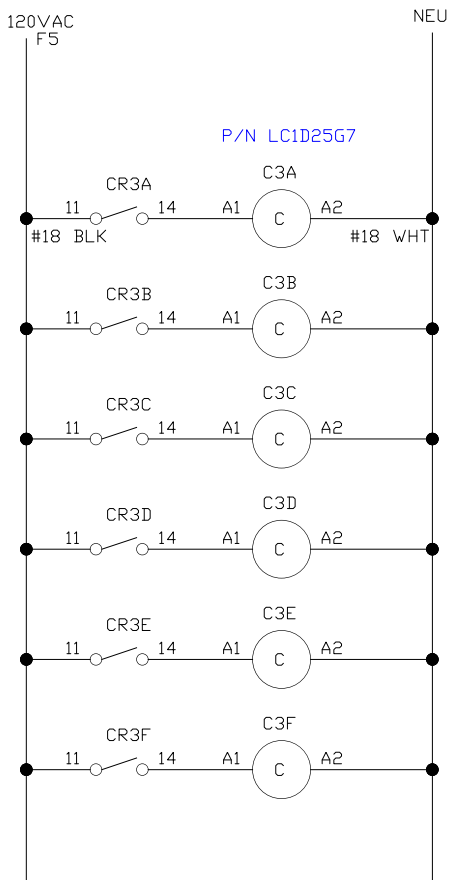 120VAC NEU
F5
P/N LC1D25G7
CR3A C3A
11 14 A1 C A2
#18 BLK #18 WHT
CR3B C3B
11 14 A1 C A2
CR3C C3C
11 14 A1 C A2
CR3D C3D
11 14 A1 C A2
CR3E C3E
11 14 A1 C A2
CR3F C3F
11 14 A1 C A2